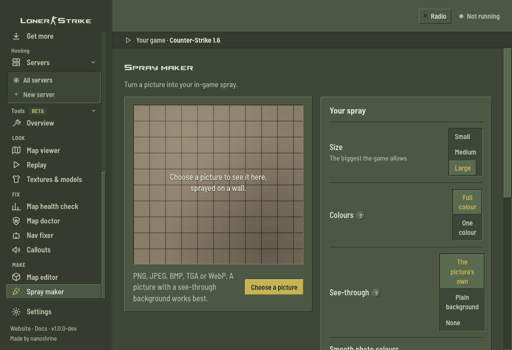 LONERSTRIKE
Get more
Hosting
Servers
All servers
New server
Tools BETA
Overview
LOOK
Map viewer
Replay
Textures & models
FIX
Map health check
Map doctor
Nav fixer
Callouts
MAKE
Map editor
Spray maker
Settings
Website · Docs · v1.0.0-dev
Made by nanoshrine
Radio
Not running
Your game · Counter-Strike 1.6
SPRAY MAKER
Turn a picture into your in-game spray.
Choose a picture to see it here,
sprayed on a wall.
PNG, JPEG, BMP, TGA or WebP. A
picture with a see-through
background works best.
Choose a picture
Your spray
Size
The biggest the game allows.
Small
Medium
Large
Colours ?
Full
colour
One
colour
See-through ?
The
picture's
own
Plain
background
None
Smooth photo colours